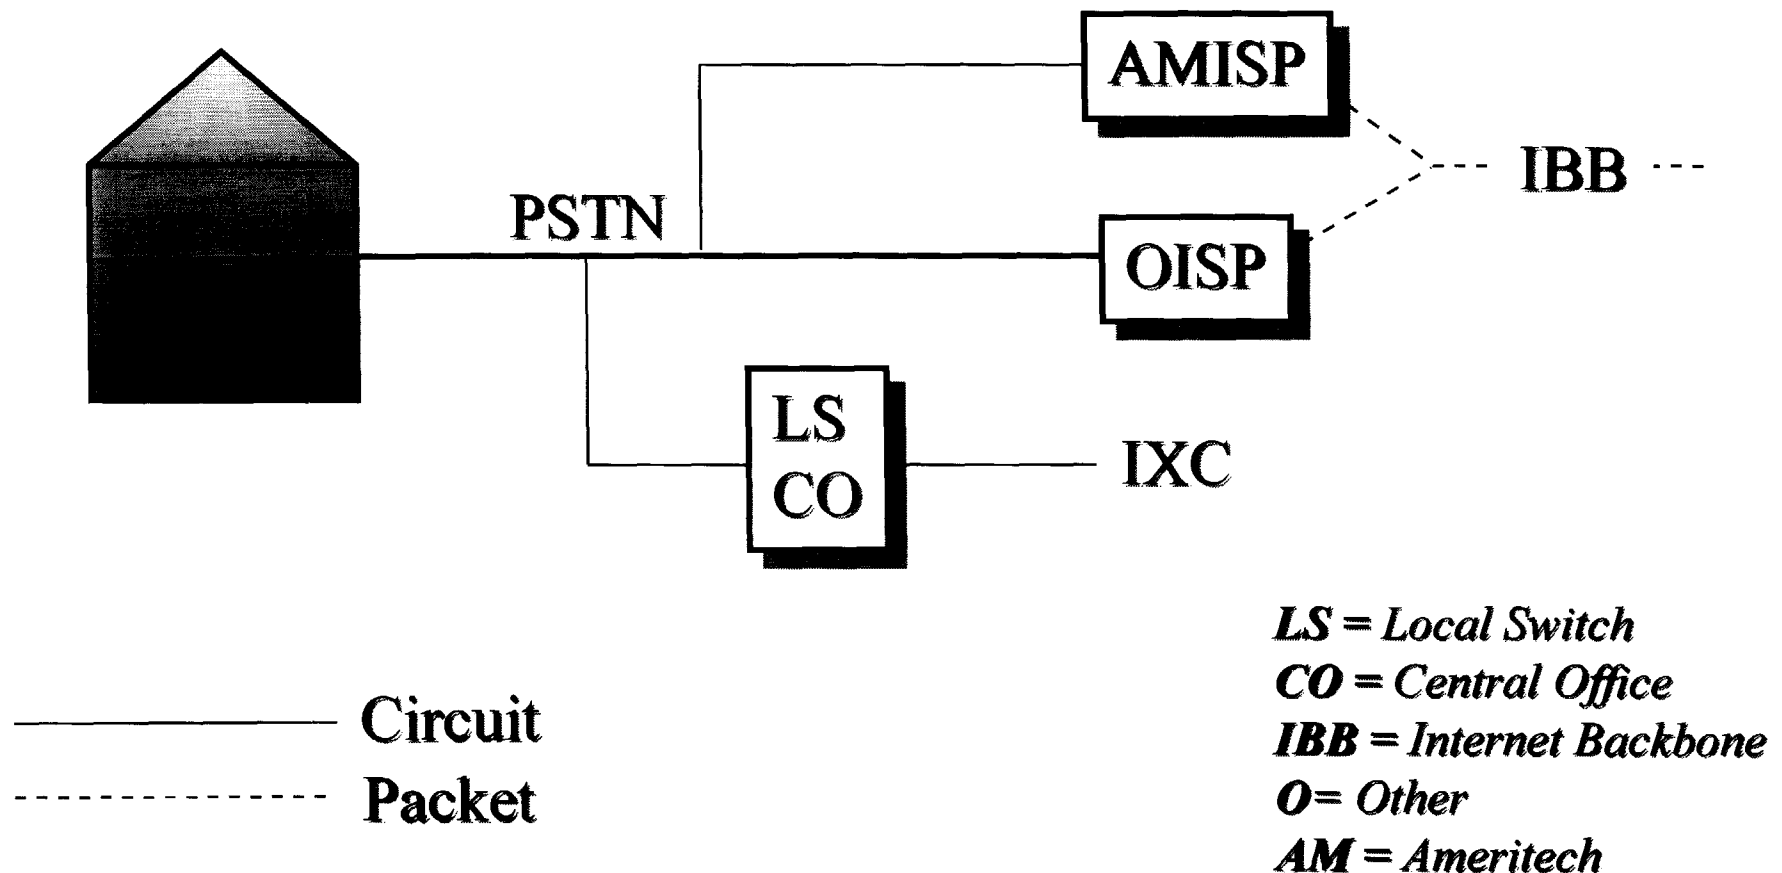 AMISP
IBB
PSTN
OISP
LS
CO
IXC
LS = Local Switch
CO = Central Office
IBB = Internet Backbone
O= Other
AM = Ameritech
Circuit
Packet